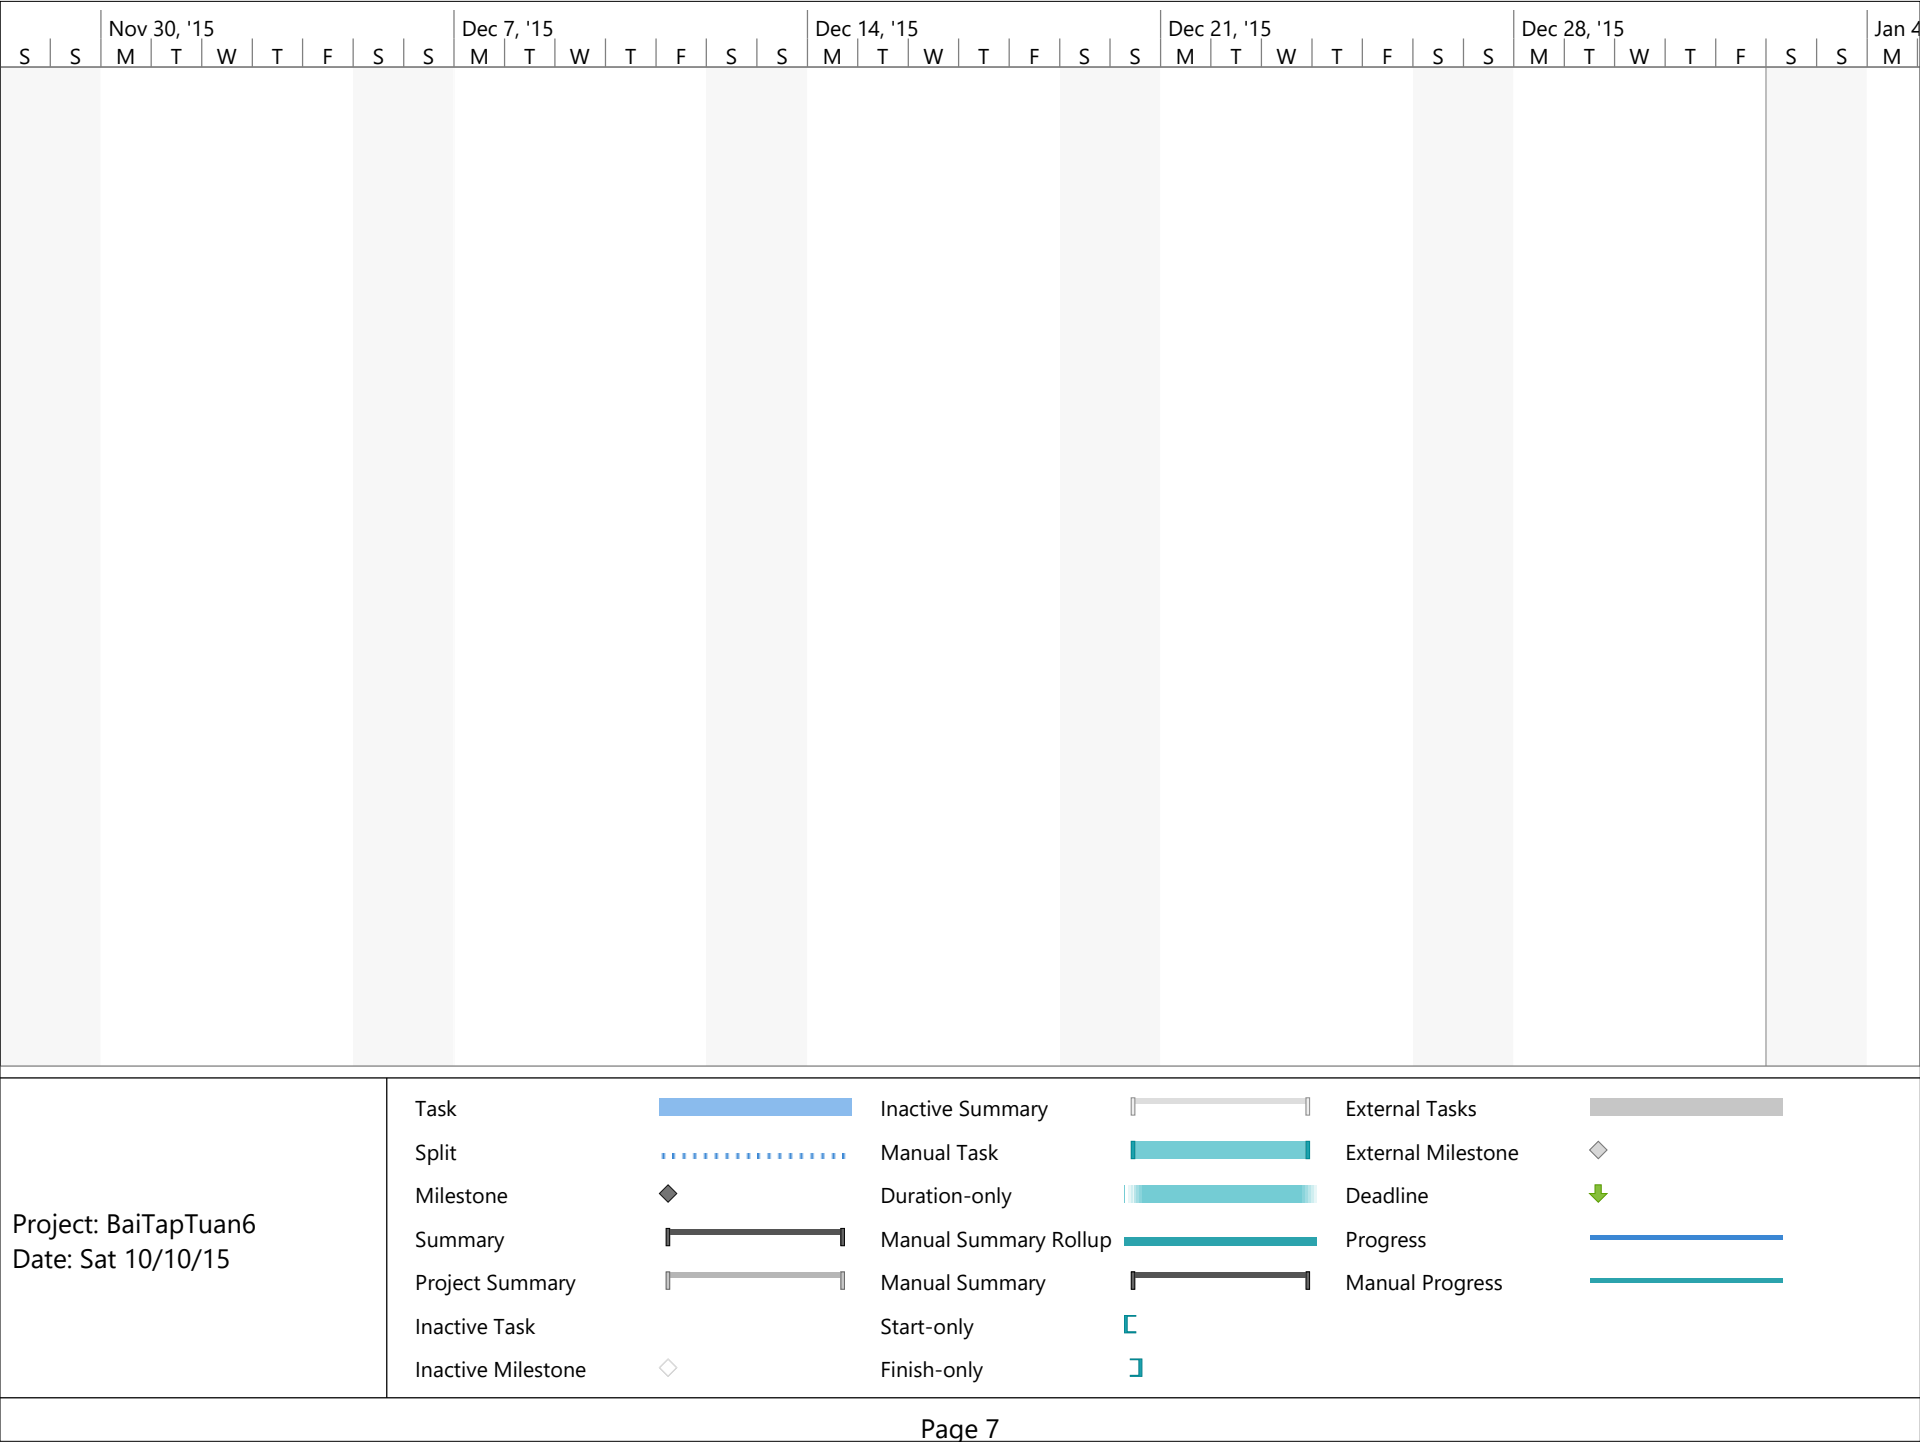 Nov 30, '15 Dec 7, '15 Dec 14, '15 Dec 21, '15 Dec 28, '15 Jan 4
S S M T W T F S S M T W T F S S M T W T F S S M T W T F S S M T W T F S S M
Project: BaiTapTuan6
Date: Sat 10/10/15
Task
Split
Milestone
Summary
Project Summary
Inactive Task
Inactive Milestone
Inactive Summary
Manual Task
Duration-only
Manual Summary Rollup
Manual Summary
Start-only
Finish-only
External Tasks
External Milestone
Deadline
Progress
Manual Progress
Page 7